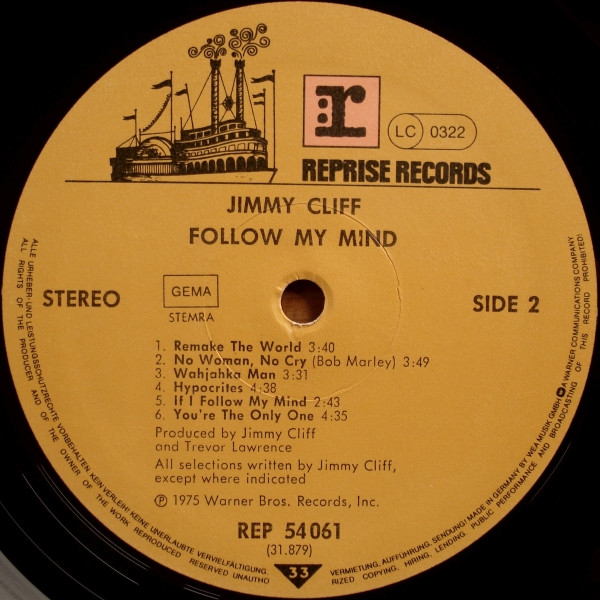 r
LC 0322
REPRISE RECORDS
JIMMY CLIFF
FOLLOW MY MIND
STEREO
GEMA
STEMRA
SIDE 2
1. Remake The World 3:40
2. No Woman, No Cry (Bob Marley) 3:49
3. Wahjahka Man 3:31
4. Hypocrites 4:38
5. If I Follow My Mind 2:43
6. You're The Only One 4:35
Produced by Jimmy Cliff
and Trevor Lawrence
All selections written by Jimmy Cliff,
except where indicated
Ⓟ 1975 Warner Bros. Records, Inc.
REP 54 061
(31.879)
33
ALLE URHEBER- UND LEISTUNGSSCHUTZRECHTE VORBEHALTEN KEIN VERLEIH! KEINE UNERLAUBTE VERVIELFÄLTIGUNG, VERMIETUNG, AUFFÜHRUNG, SENDUNG! MADE IN GERMANY BY WEA MUSIK GMBH A WARNER COMMUNICATIONS COMPANY
ALL RIGHTS OF THE PRODUCER AND OF THE OWNER OF THE WORK REPRODUCED RESERVED UNAUTHORIZED COPYING, HIRING, LENDING PUBLIC PERFORMANCE AND BROADCASTING OF THIS RECORD PROHIBITED!